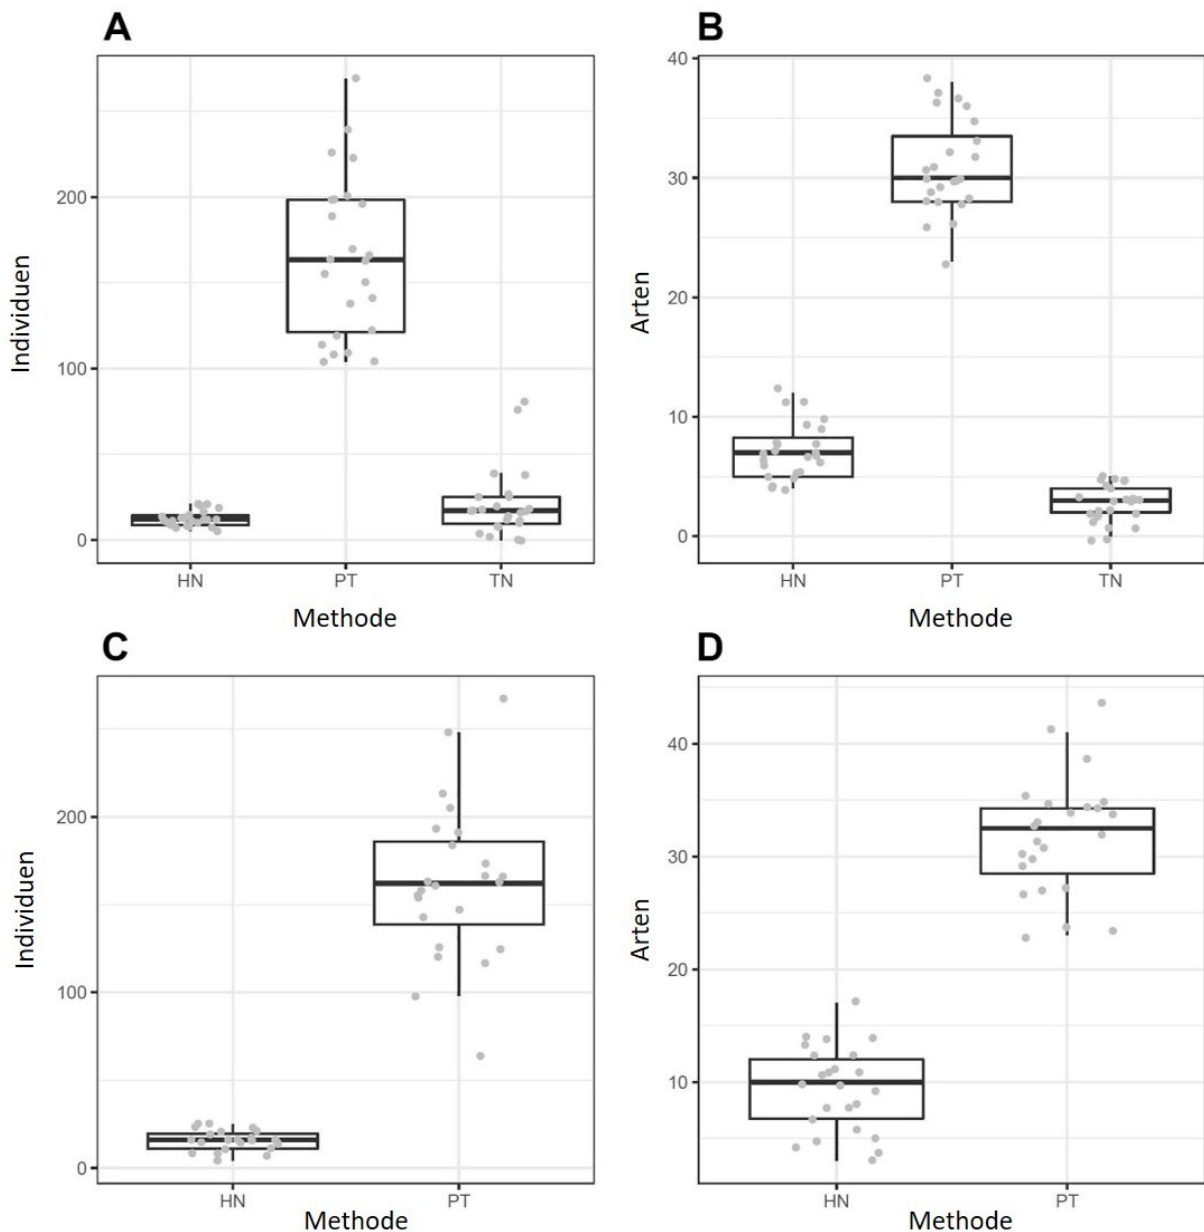 A
Individuen
200
100
0
HN PT TN
Methode
B
Arten
40
30
20
10
0
HN PT TN
Methode
C
Individuen
200
100
0
HN PT
Methode
D
Arten
40
30
20
10
HN PT
Methode